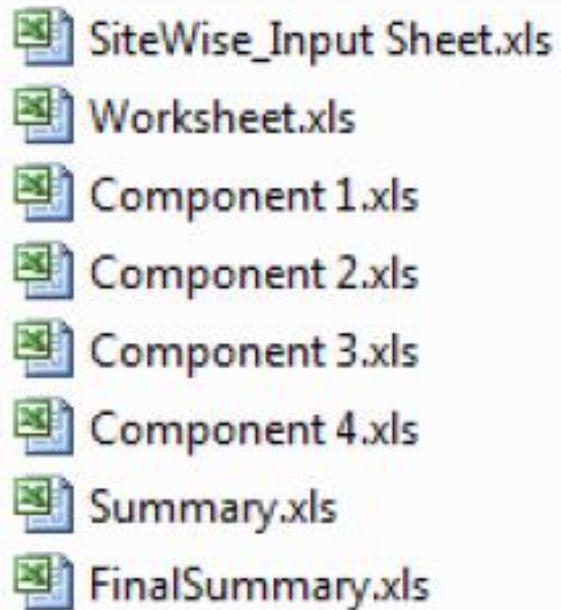 SiteWise_Input Sheet.xls
Worksheet.xls
Component 1.xls
Component 2.xls
Component 3.xls
Component 4.xls
Summary.xls
FinalSummary.xls